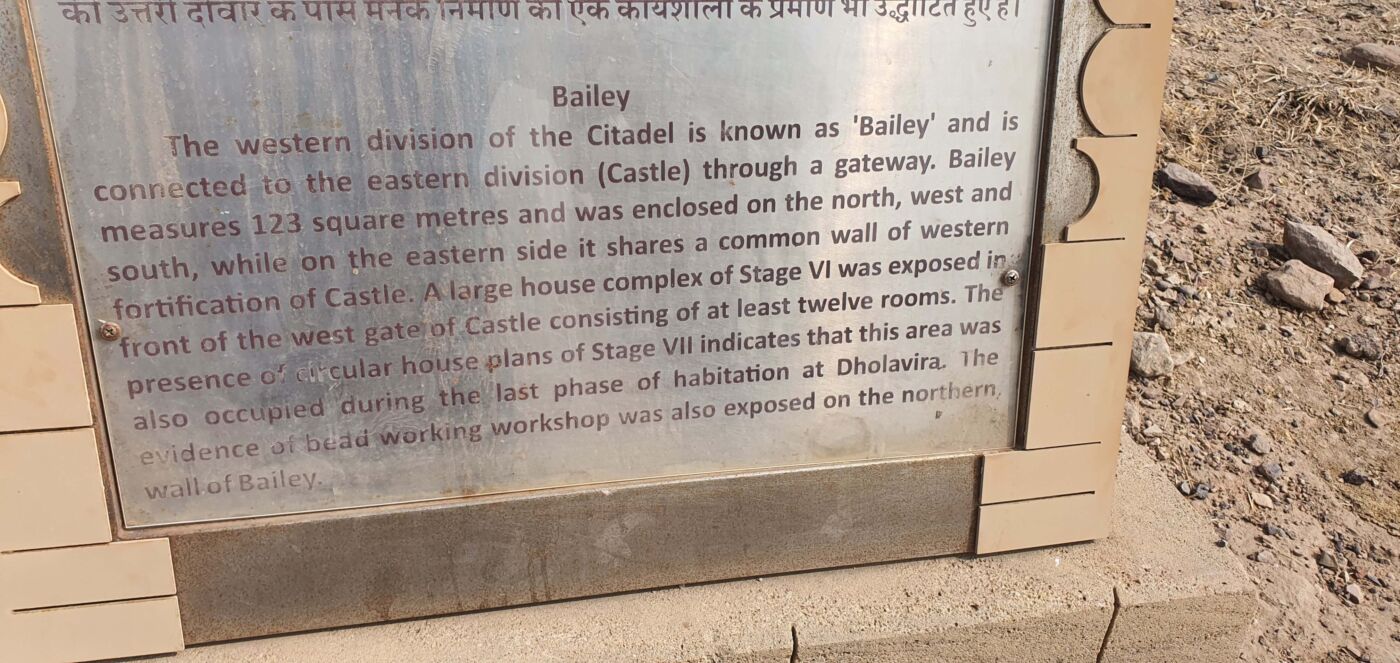 की उत्तरी दीवार के पास मनके निर्माण की एक कार्यशाला के प्रमाण भी उद्घाटित हुए हैं।
Bailey
The western division of the Citadel is known as 'Bailey' and is
connected to the eastern division (Castle) through a gateway. Bailey
measures 123 square metres and was enclosed on the north, west and
south, while on the eastern side it shares a common wall of western
fortification of Castle. A large house complex of Stage VI was exposed in
front of the west gate of Castle consisting of at least twelve rooms. The
presence of circular house plans of Stage VII indicates that this area was
also occupied during the last phase of habitation at Dholavira. The
evidence of bead working workshop was also exposed on the northern
wall of Bailey.